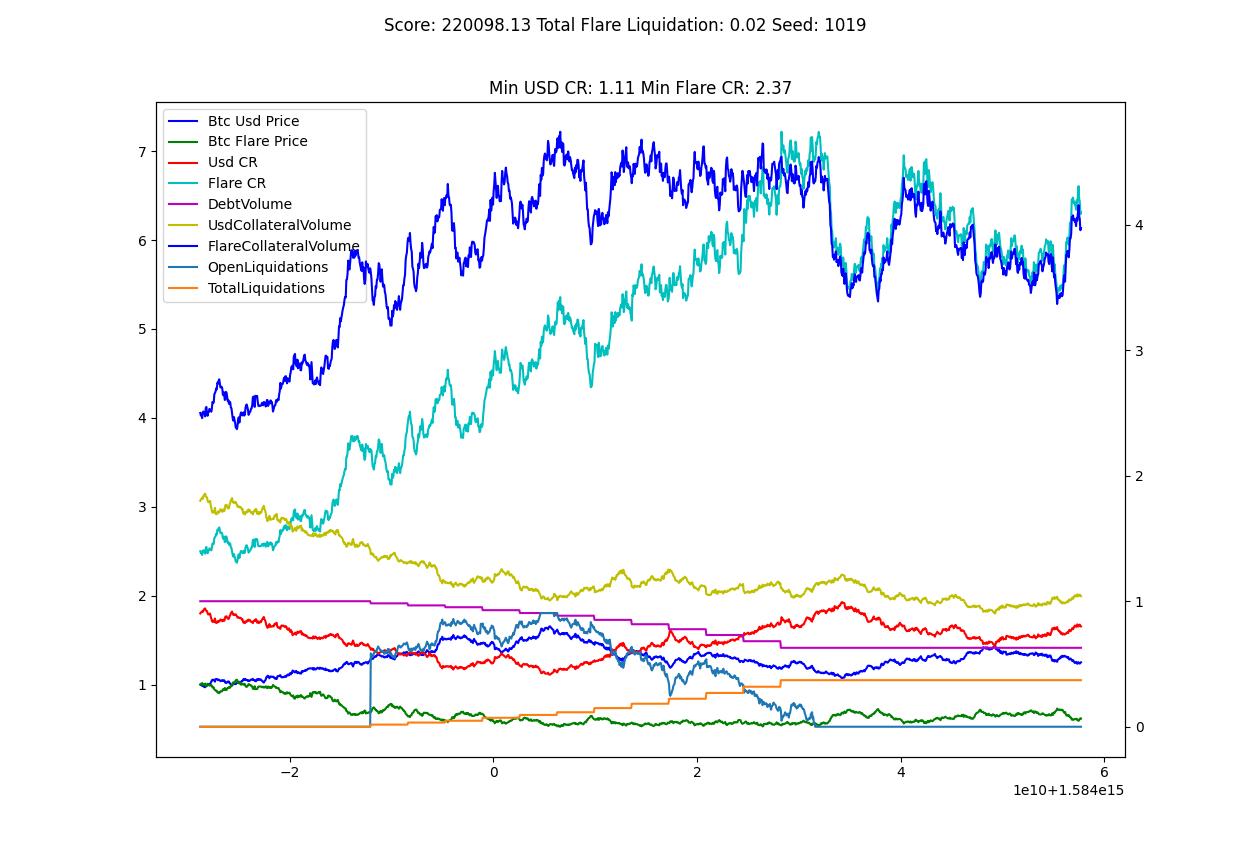 Score: 220098.13 Total Flare Liquidation: 0.02 Seed: 1019
Min USD CR: 1.11 Min Flare CR: 2.37
Btc Usd Price
Btc Flare Price
Usd CR
Flare CR
DebtVolume
UsdCollateralVolume
FlareCollateralVolume
OpenLiquidations
TotalLiquidations
7
6
5
4
3
2
1
4
3
2
1
0
−2
0
2
4
6
1e10+1.584e15